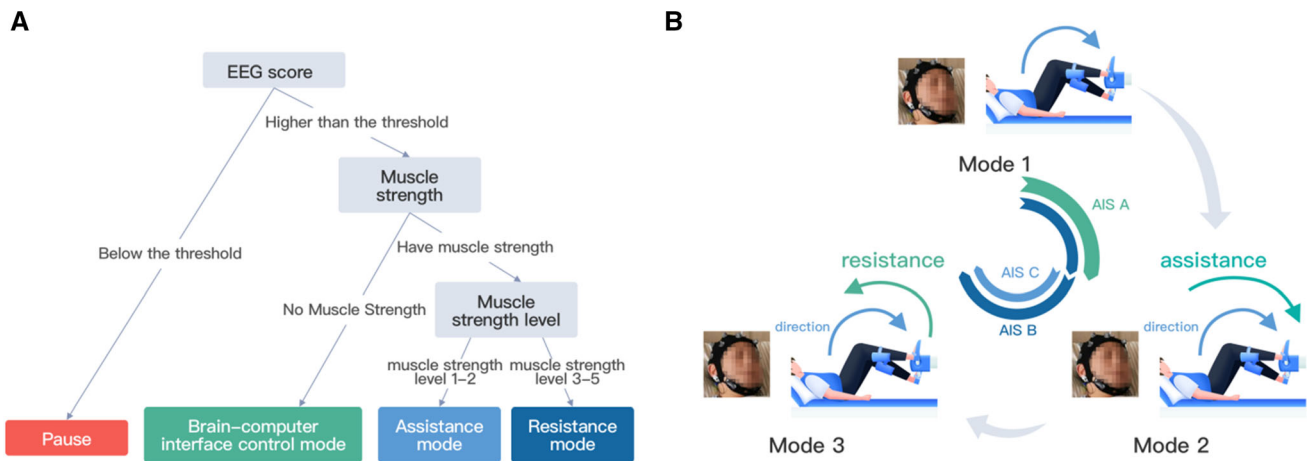 A
EEG score
Higher than the threshold
Muscle
strength
Below the threshold
Have muscle strength
No Muscle Strength
Muscle
strength level
muscle strength
level 1–2
muscle strength
level 3–5
Pause
Brain–computer
interface control mode
Assistance
mode
Resistance
mode
B
Mode 1
AIS A
resistance
assistance
AIS C
AIS B
direction
direction
Mode 3
Mode 2